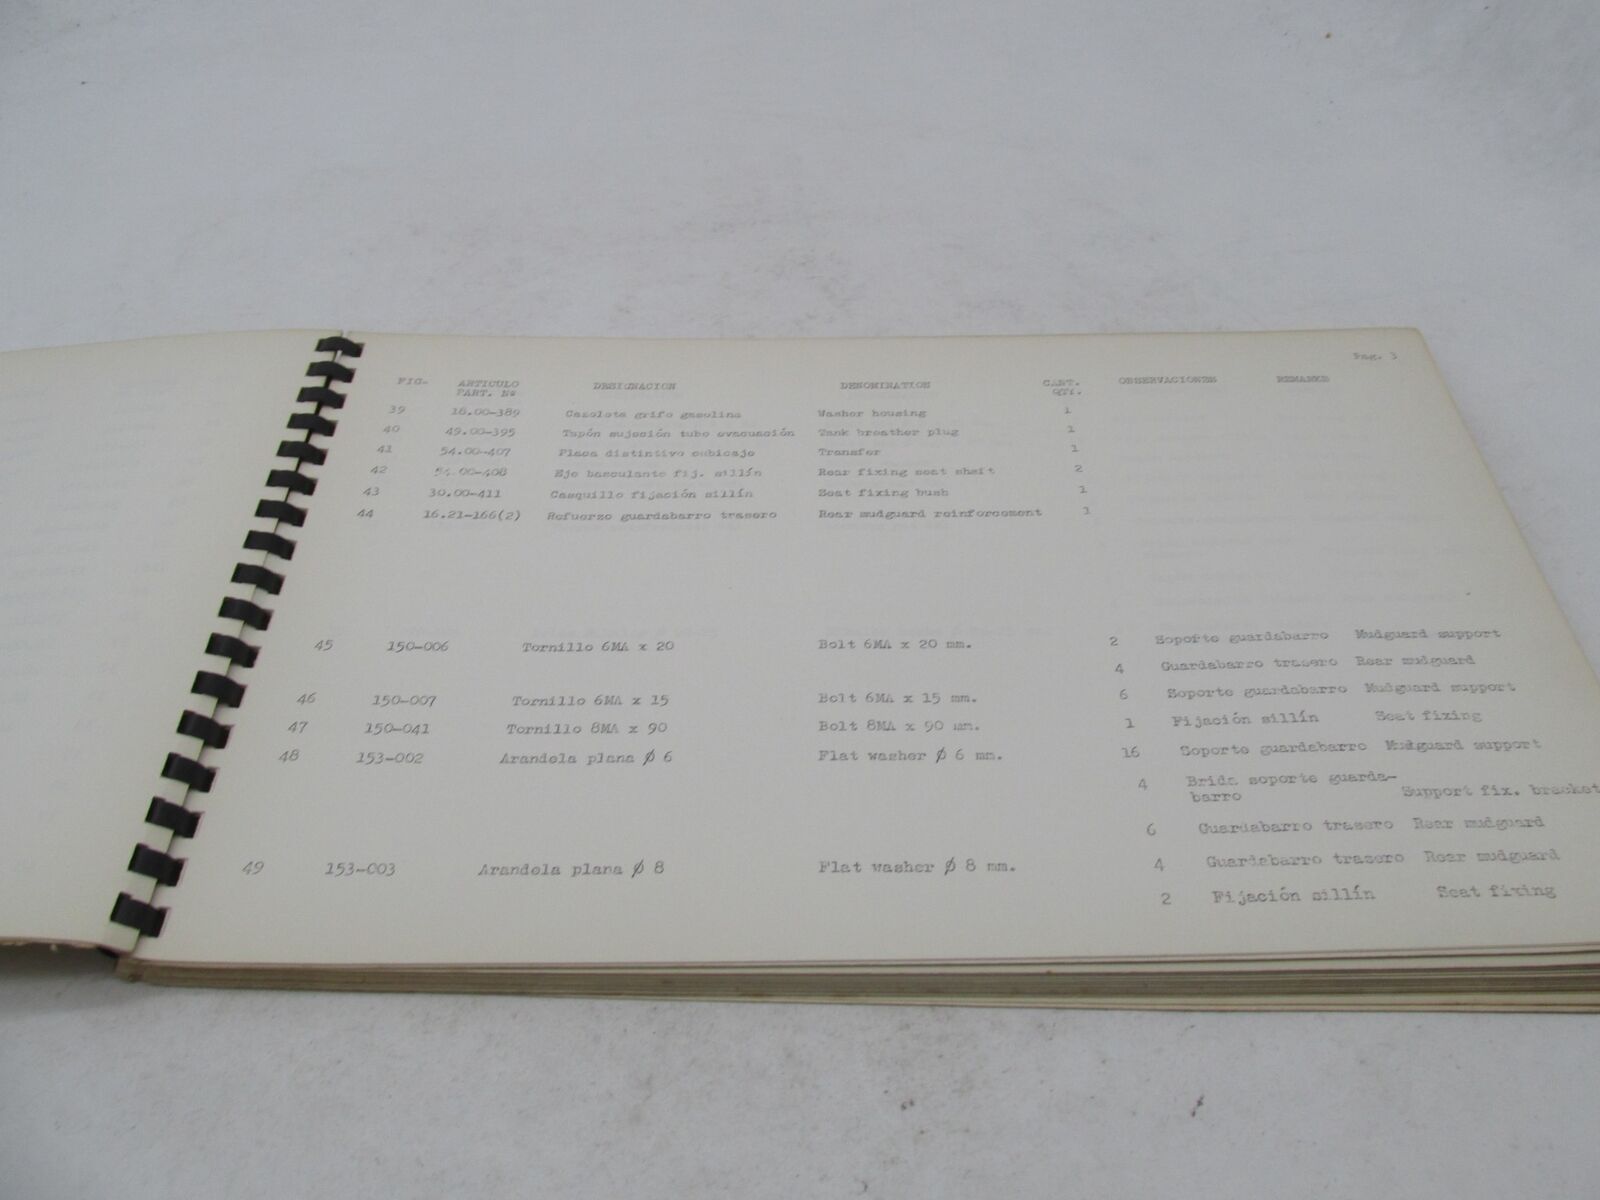 Pag. 3
FIG. ARTICULO DESIGNACION DENOMINATION CANT. OBSERVACIONES REMARKS
PART. Nº QTY.
39 16.00-389 Cazoleta grifo gasolina Washer housing 1
40 49.00-395 Tapón sujeción tubo evacuación Tank breather plug 1
41 54.00-407 Placa distintivo cubicaje Transfer 1
42 54.00-408 Eje basculante fij. sillín Rear fixing seat shaft 2
43 30.00-411 Casquillo fijación sillín Seat fixing bush 1
44 16.21-166(2) Refuerzo guardabarro trasero Rear mudguard reinforcement 1
45 150-006 Tornillo 6MA x 20 Bolt 6MA x 20 mm. 2 Soporte guardabarro Mudguard support
4 Guardabarro trasero Rear mudguard
46 150-007 Tornillo 6MA x 15 Bolt 6MA x 15 mm. 6 Soporte guardabarro Mudguard support
47 150-041 Tornillo 8MA x 90 Bolt 8MA x 90 mm. 1 Fijación sillín Seat fixing
48 153-002 Arandela plana Ø 6 Flat washer Ø 6 mm. 16 Soporte guardabarro Mudguard support
4 Brida soporte guarda-
barro Support fix. bracket
6 Guardabarro trasero Rear mudguard
49 153-003 Arandela plana Ø 8 Flat washer Ø 8 mm. 4 Guardabarro trasero Rear mudguard
2 Fijación sillín Seat fixing